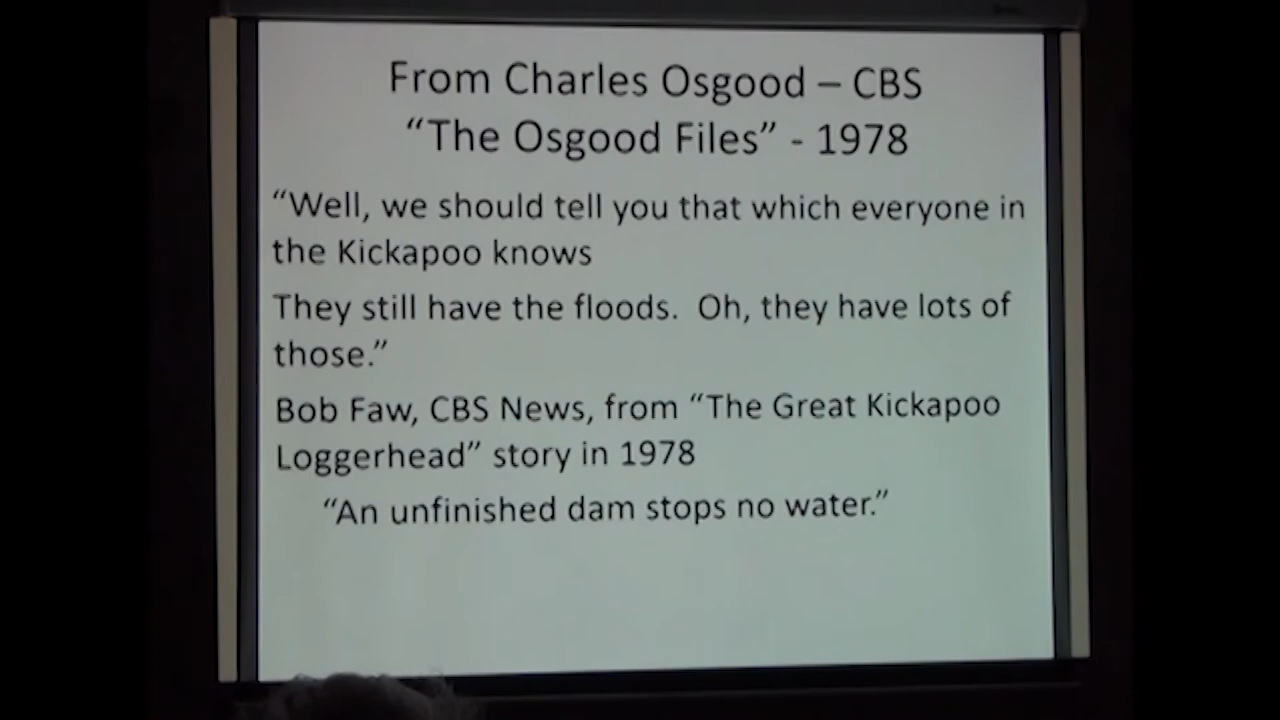 From Charles Osgood – CBS
“The Osgood Files” - 1978
“Well, we should tell you that which everyone in
the Kickapoo knows
They still have the floods.  Oh, they have lots of
those.”
Bob Faw, CBS News, from “The Great Kickapoo
Loggerhead” story in 1978
“An unfinished dam stops no water.”